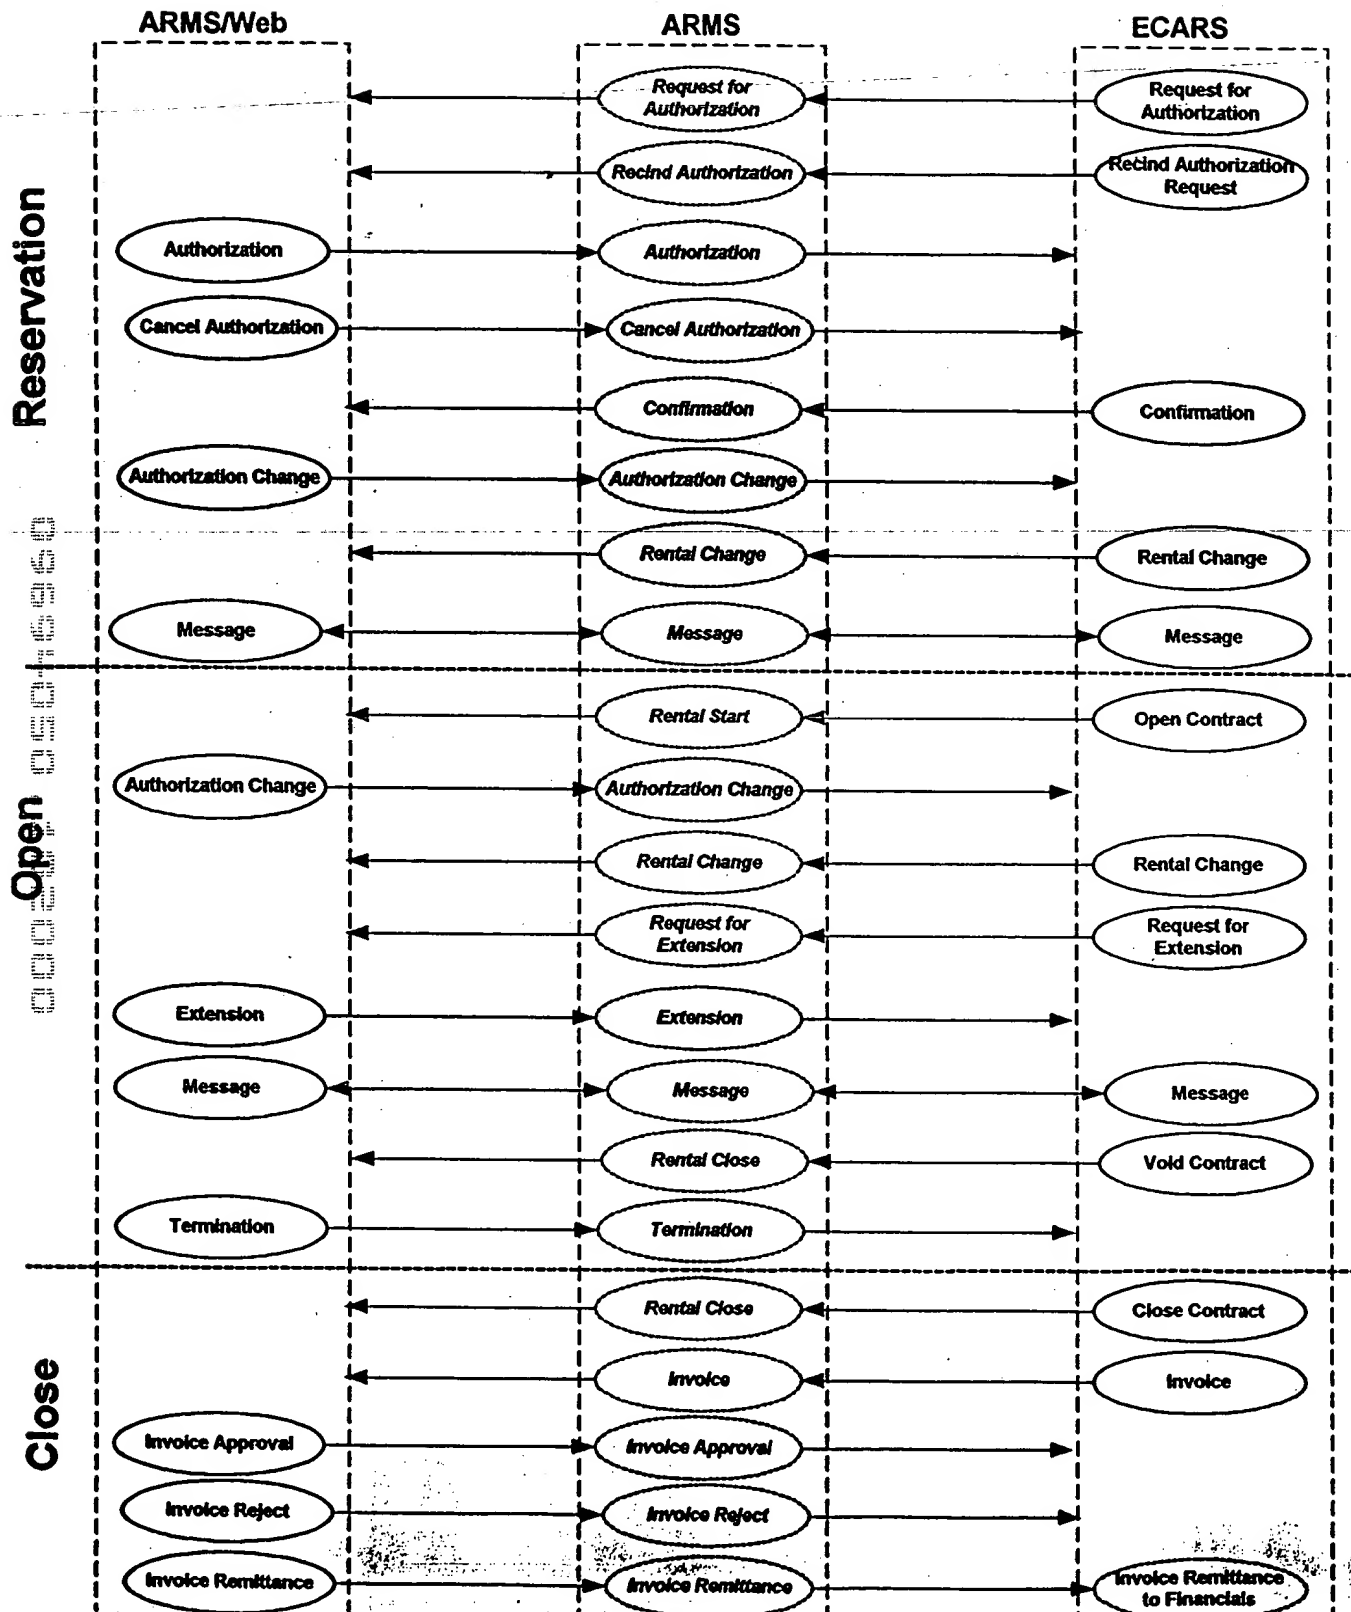 ARMS/Web
ARMS
ECARS
Reservation
Request for
Authorization
Request for
Authorization
Recind Authorization
Recind Authorization
Request
Authorization
Authorization
Cancel Authorization
Cancel Authorization
Confirmation
Confirmation
Authorization Change
Authorization Change
Rental Change
Rental Change
Message
Message
Message
Open
Rental Start
Open Contract
Authorization Change
Authorization Change
Rental Change
Rental Change
Request for
Extension
Request for
Extension
Extension
Extension
Message
Message
Message
Rental Close
Void Contract
Termination
Termination
Close
Rental Close
Close Contract
Invoice
Invoice
Invoice Approval
Invoice Approval
Invoice Reject
Invoice Reject
Invoice Remittance
Invoice Remittance
Invoice Remittance
to Financials